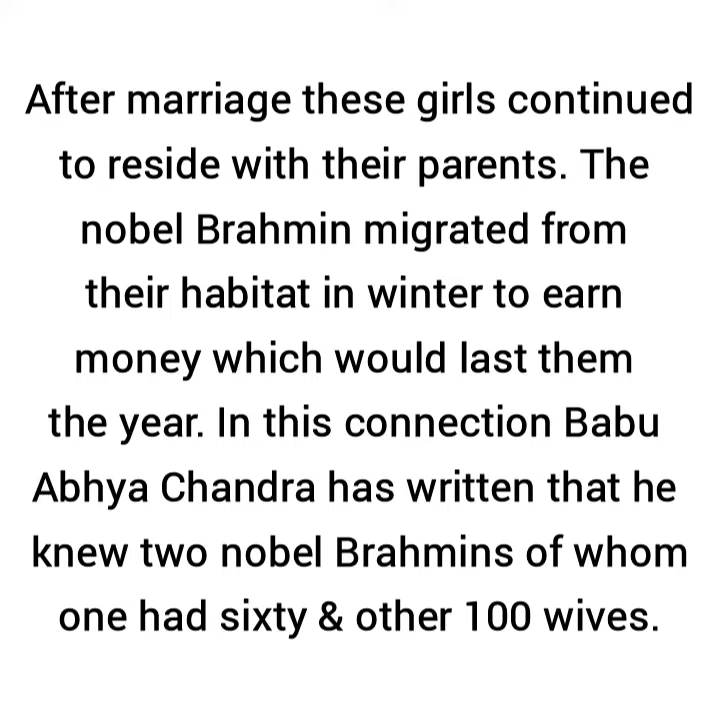 After marriage these girls continued
to reside with their parents. The
nobel Brahmin migrated from
their habitat in winter to earn
money which would last them
the year. In this connection Babu
Abhya Chandra has written that he
knew two nobel Brahmins of whom
one had sixty & other 100 wives.